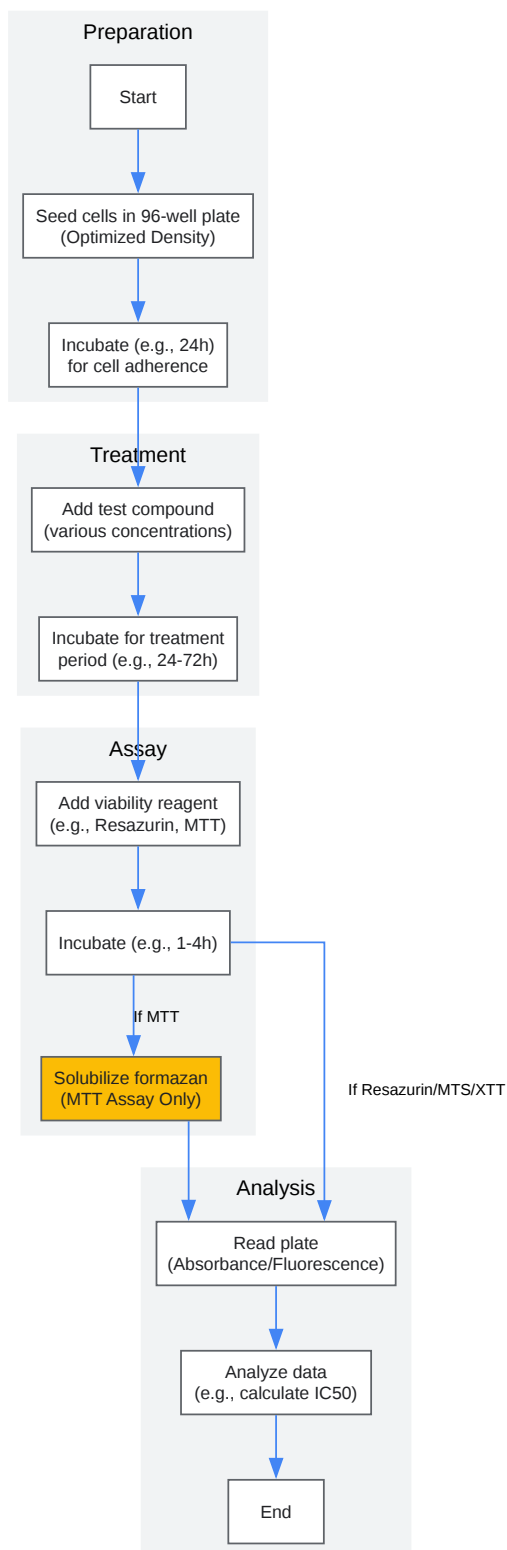 Preparation
Start
Seed cells in 96-well plate
(Optimized Density)
Incubate (e.g., 24h)
for cell adherence
Treatment
Add test compound
(various concentrations)
Incubate for treatment
period (e.g., 24-72h)
Assay
Add viability reagent
(e.g., Resazurin, MTT)
Incubate (e.g., 1-4h)
If MTT
Solubilize formazan
(MTT Assay Only)
If Resazurin/MTS/XTT
Analysis
Read plate
(Absorbance/Fluorescence)
Analyze data
(e.g., calculate IC50)
End